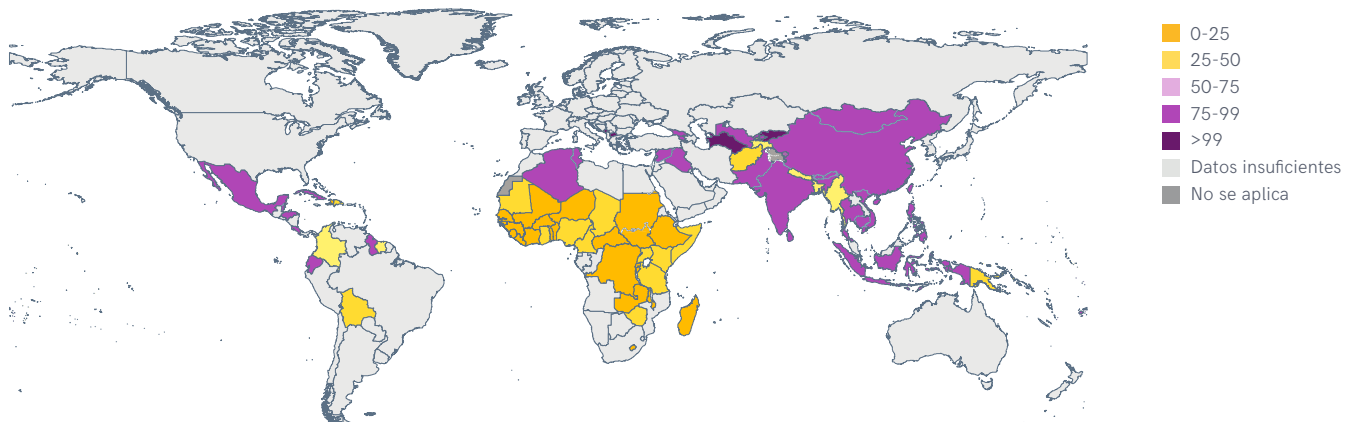 0-25
25-50
50-75
75-99
>99
Datos insuficientes
No se aplica